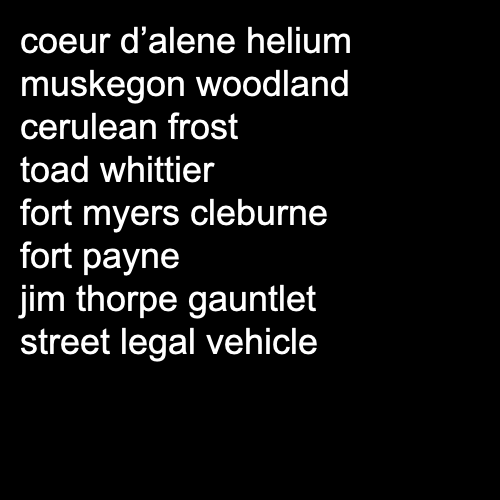 coeur d’alene helium
muskegon woodland
cerulean frost
toad whittier
fort myers cleburne
fort payne
jim thorpe gauntlet
street legal vehicle